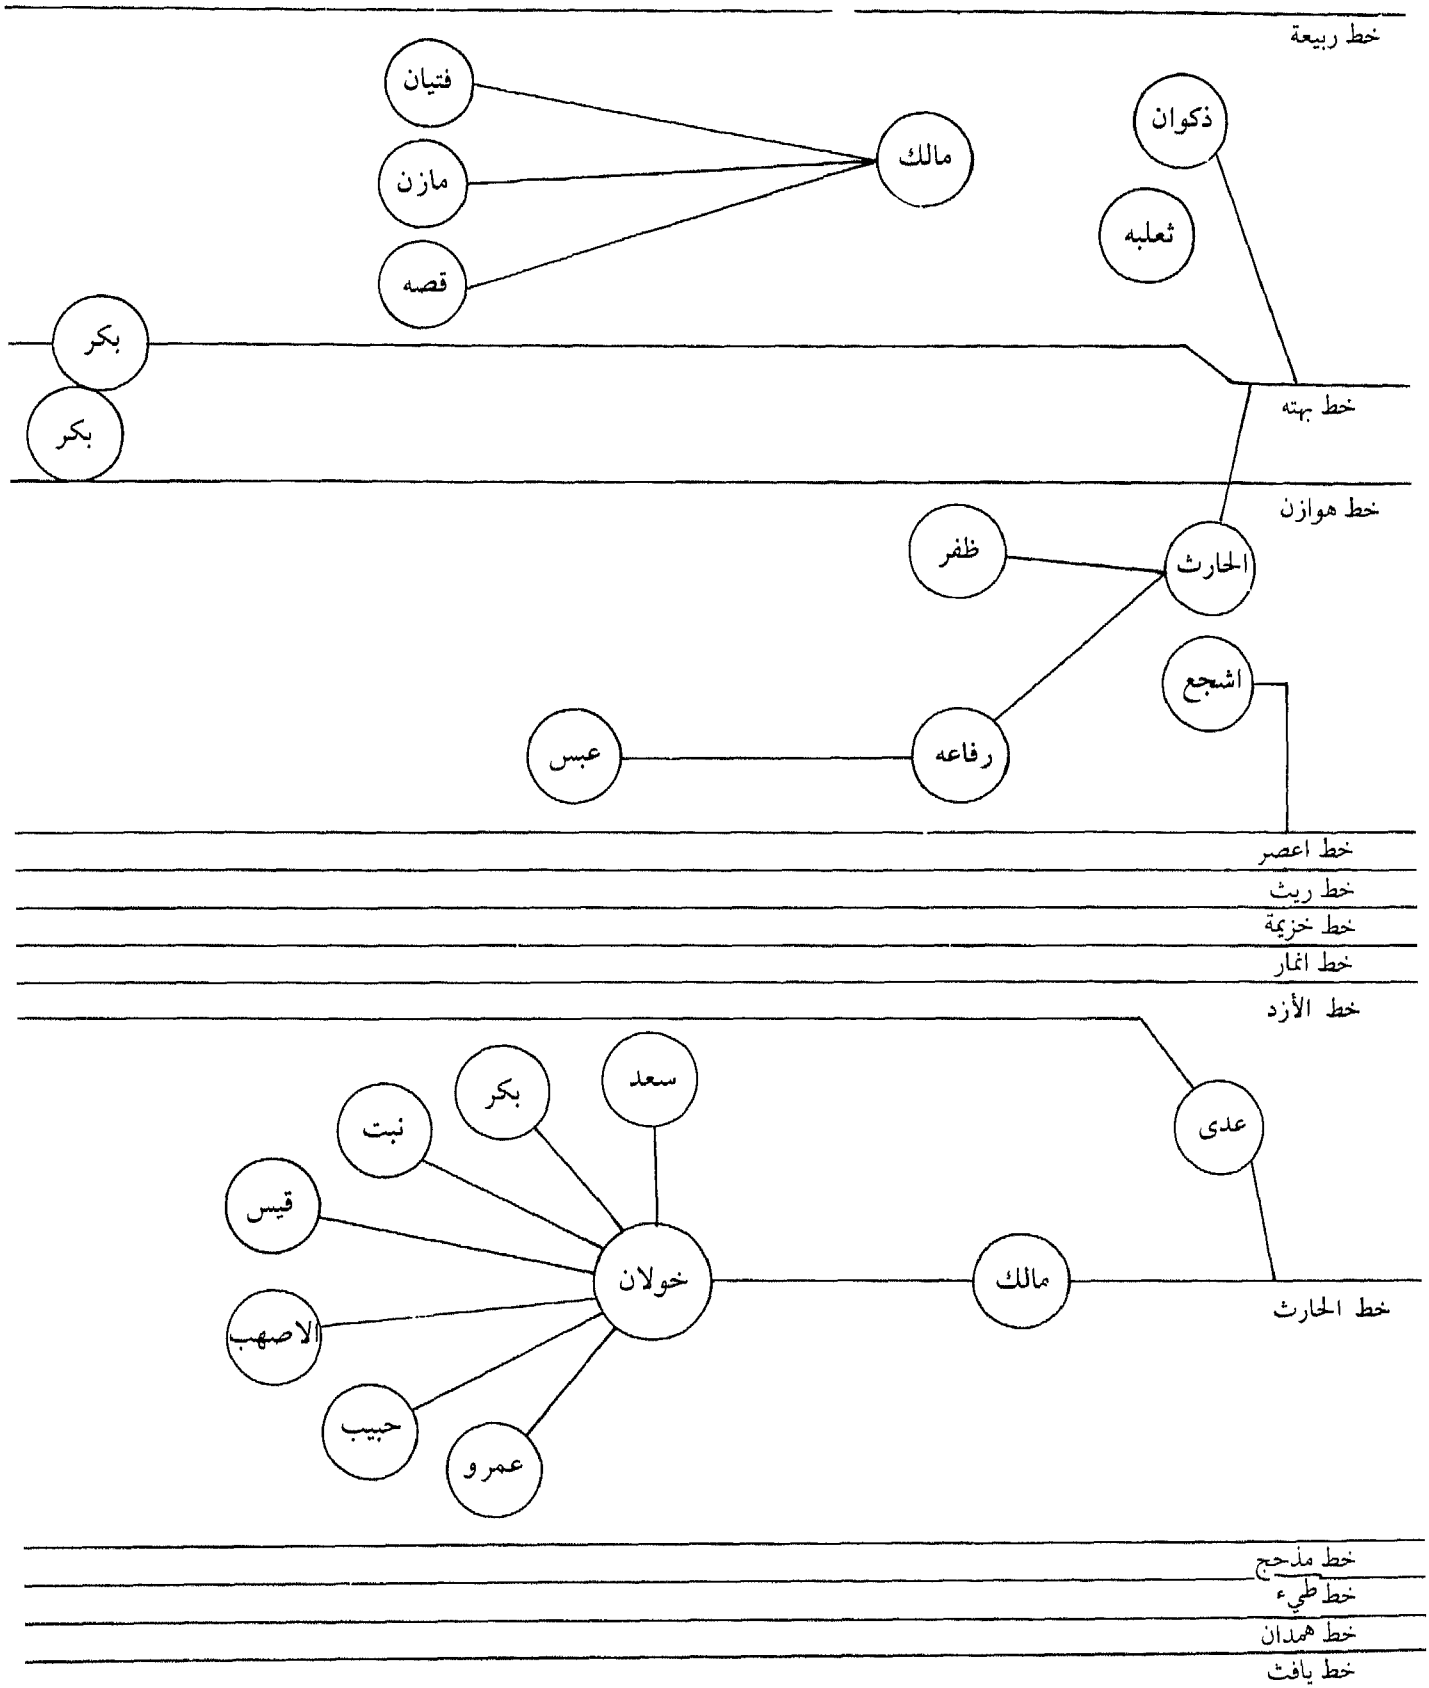 خط ربيعة
فتيان
ذكوان
مالك
مازن
ثعلبه
قصه
بكر
خط بهته
بكر
خط هوازن
ظفر
الحارث
اشجع
رفاعه
عبس
خط اعصر
خط ريث
خط خزيمة
خط انمار
خط الأزد
سعد
بكر
نبت
عدى
قيس
خولان
مالك
خط الحارث
الاصهب
حبيب
عمرو
خط مذحج
خط طيء
خط همدان
خط يافث